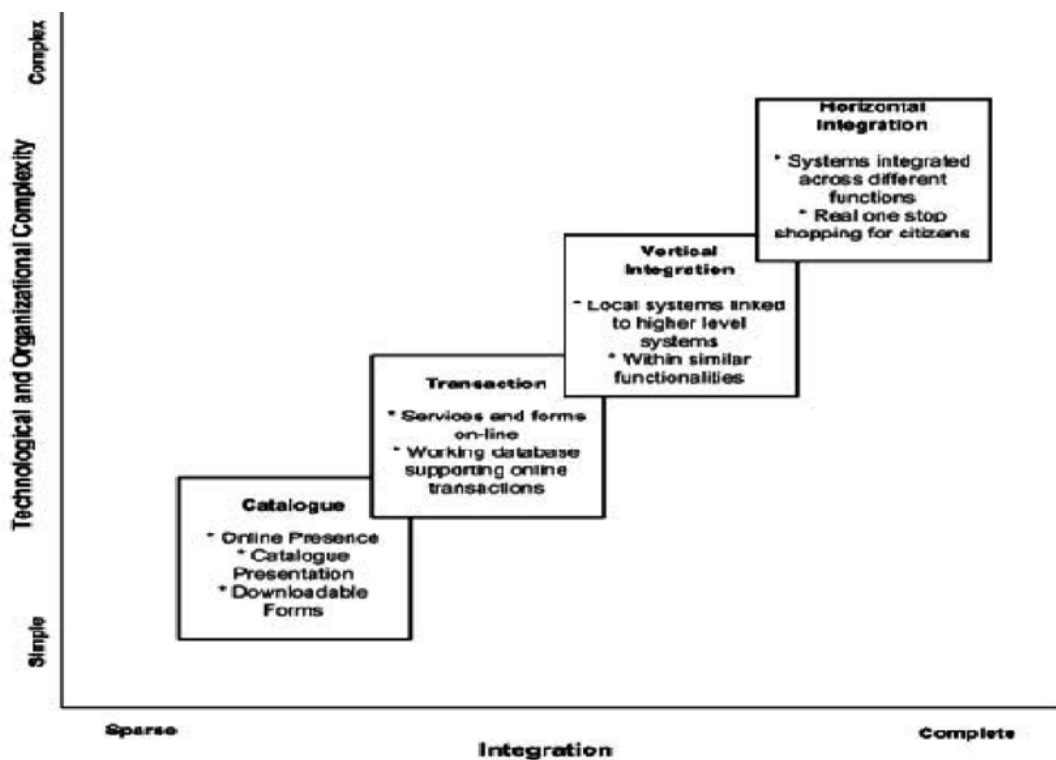 Complex
Technological and Organizational Complexity
Simple
Horizontal
Integration
* Systems integrated
across different
functions
* Real one stop
shopping for citizens
Vertical
Integration
* Local systems linked
to higher level
systems
* Within similar
functionalities
Transaction
* Services and forms
on-line
* Working database
supporting online
transactions
Catalogue
* Online Presence
* Catalogue
Presentation
* Downloadable
Forms
Sparse
Integration
Complete